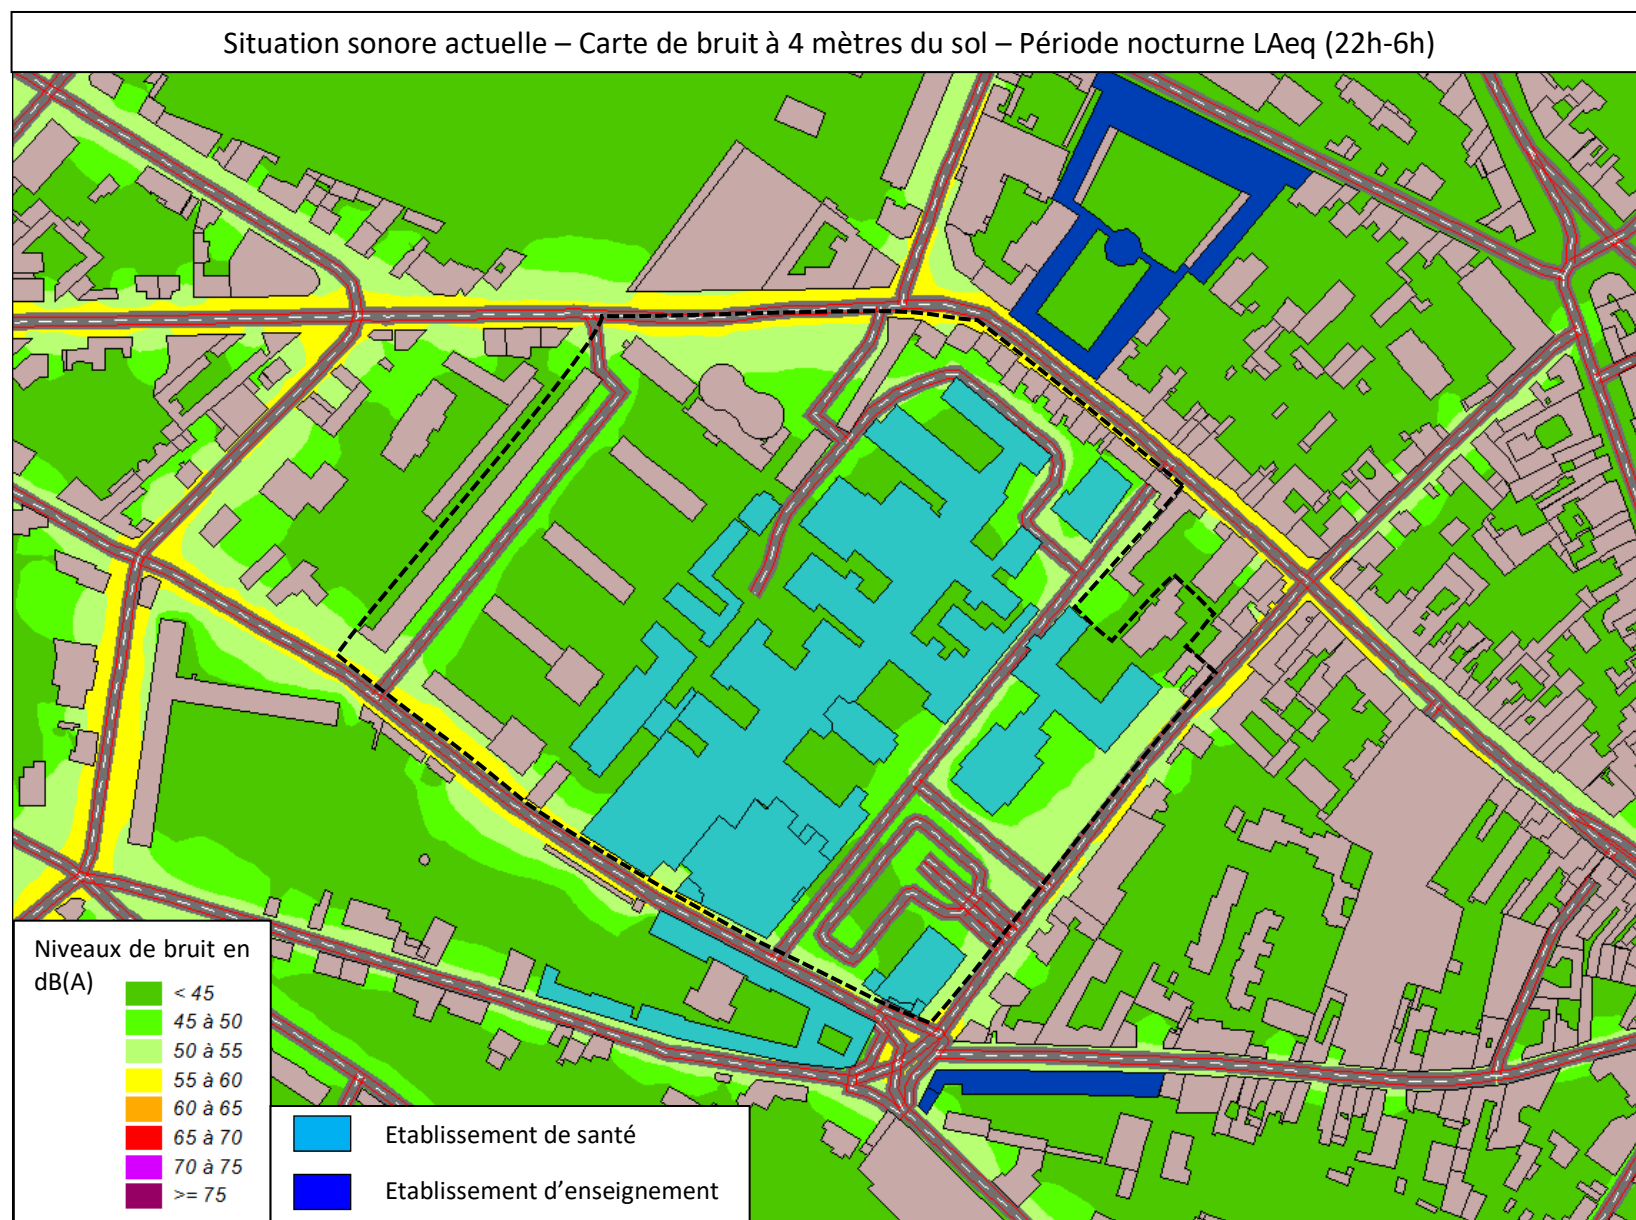 Situation sonore actuelle – Carte de bruit à 4 mètres du sol – Période nocturne LAeq (22h-6h)
Niveaux de bruit en
dB(A)
< 45
45 à 50
50 à 55
55 à 60
60 à 65
65 à 70
70 à 75
>= 75
Etablissement de santé
Etablissement d’enseignement